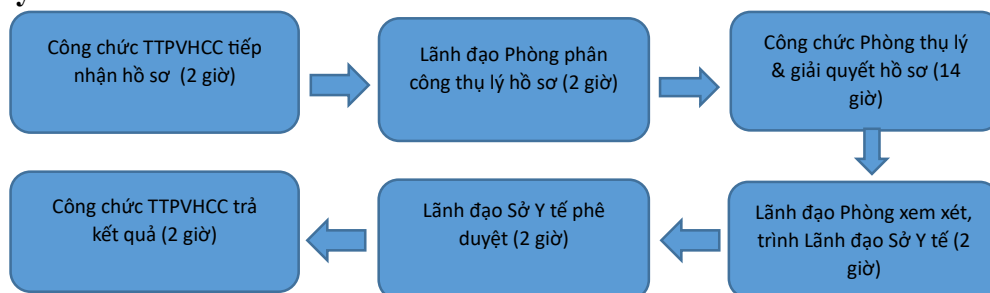 y
Công chức TTPVHCC tiếp
nhận hồ sơ (2 giờ)
Lãnh đạo Phòng phân
công thụ lý hồ sơ (2 giờ)
Công chức Phòng thụ lý
& giải quyết hồ sơ (14
giờ)
Lãnh đạo Phòng xem xét,
trình Lãnh đạo Sở Y tế (2
giờ)
Lãnh đạo Sở Y tế phê
duyệt (2 giờ)
Công chức TTPVHCC trả
kết quả (2 giờ)